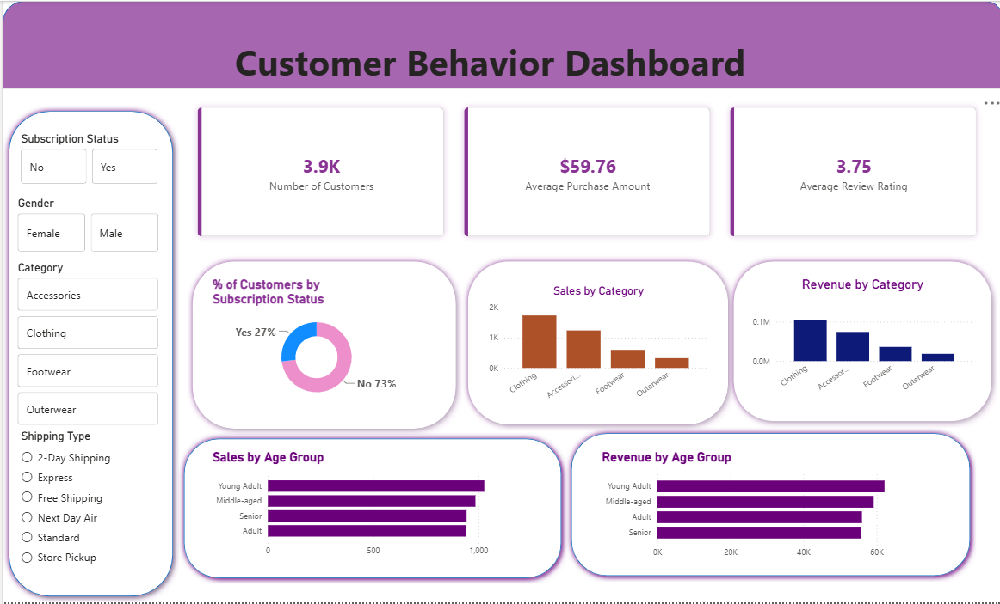 Customer Behavior Dashboard
Subscription Status
No
Yes
Gender
Female
Male
Category
Accessories
Clothing
Footwear
Outerwear
Shipping Type
2-Day Shipping
Express
Free Shipping
Next Day Air
Standard
Store Pickup
3.9K
Number of Customers
$59.76
Average Purchase Amount
3.75
Average Review Rating
% of Customers by
Subscription Status
Yes 27%
No 73%
Sales by Category
2K
1K
0K
Clothing
Accessori...
Footwear
Outerwear
Revenue by Category
0.1M
0.0M
Clothing
Accessor...
Footwear
Outerwear
Sales by Age Group
Young Adult
Middle-aged
Senior
Adult
0 500 1,000
Revenue by Age Group
Young Adult
Middle-aged
Adult
Senior
0K 20K 40K 60K